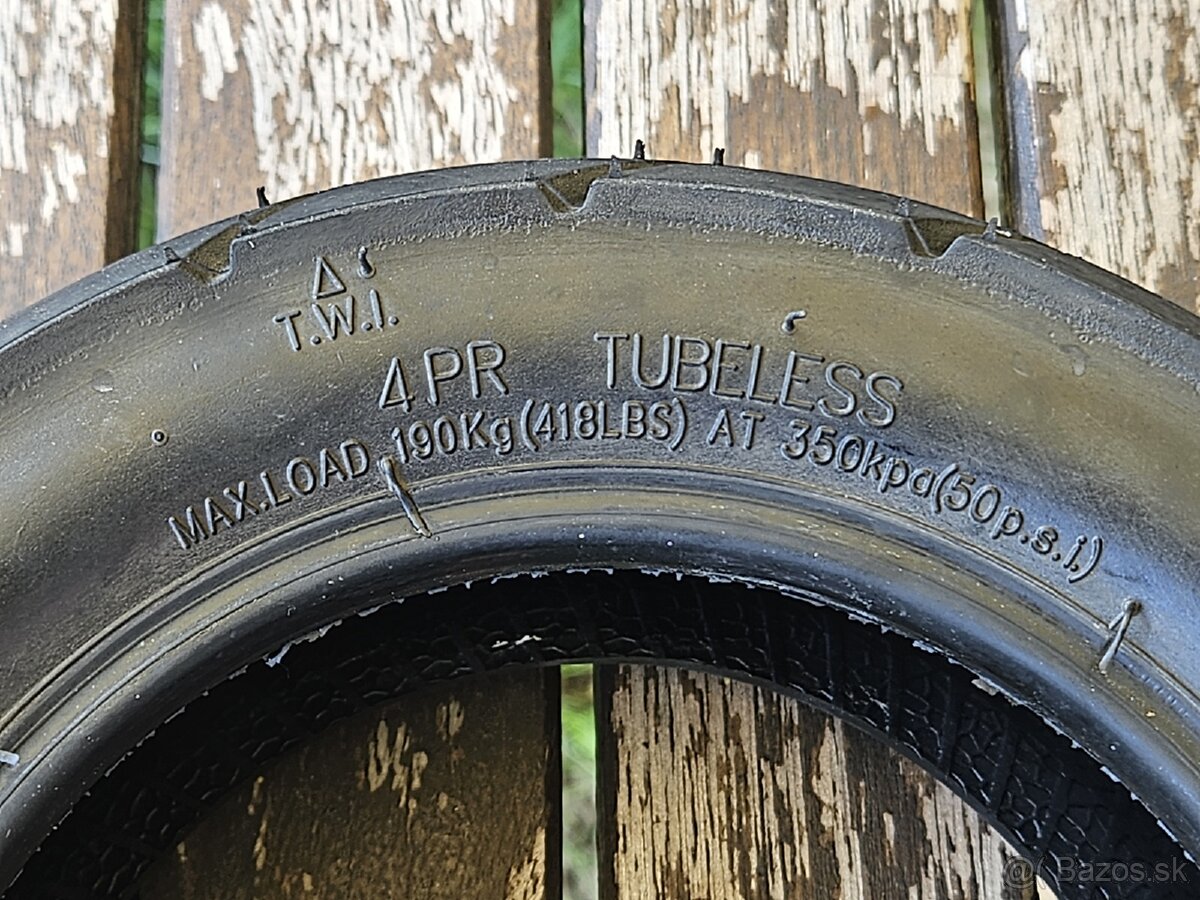 T.W.I.
4PR TUBELESS
MAX.LOAD 190Kg(418LBS) AT 350kpa(50p.s.i.)
@( Bazos.sk